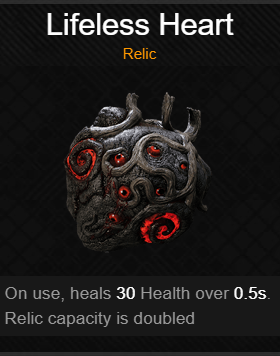 Lifeless Heart
Relic
On use, heals 30 Health over 0.5s.
Relic capacity is doubled